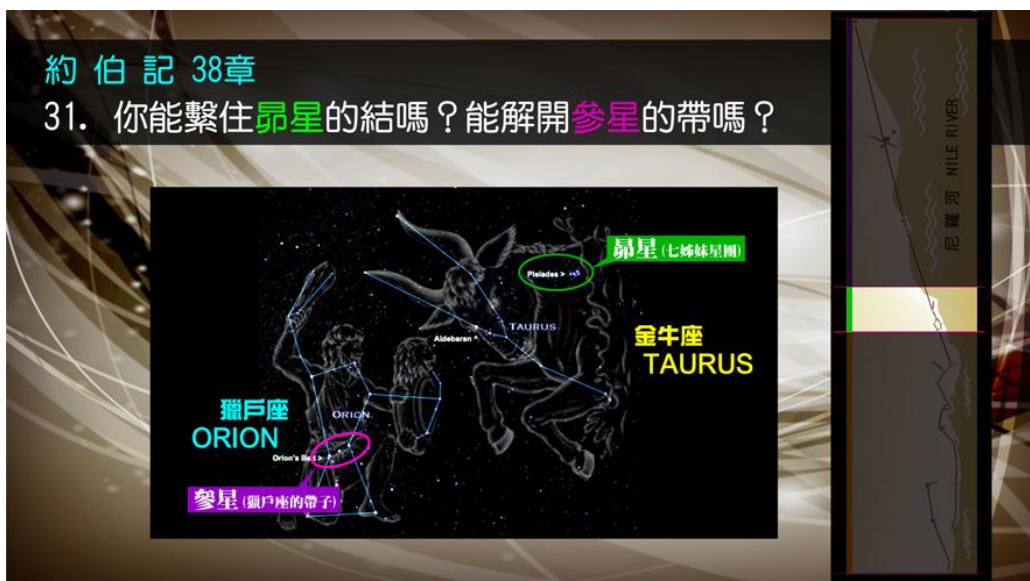 約伯記 38章
31. 你能繫住昴星的結嗎？能解開參星的帶嗎？
昴星(七姊妹星團)
Pleiades >
TAURUS
Aldebaran ^
金牛座
TAURUS
獵戶座
ORION
ORION
Orion's Belt >
參星(獵戶座的帶子)
尼羅河 NILE RIVER